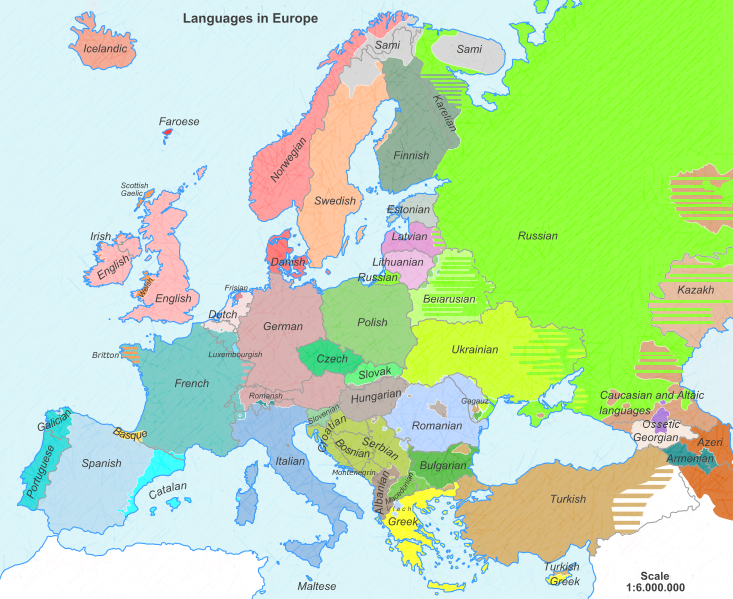 Languages in Europe
Icelandic
Sami
Sami
Faroese
Karelian
Norwegian
Finnish
Scottish
Gaelic
Swedish
Estonian
Irish
English
Latvian
Russian
Danish
Lithuanian
Welsh
Russian
Kazakh
English
Frisian
Dutch
Belarusian
German
Polish
Ukrainian
Britton
Luxembourgish
Czech
Slovak
French
Romansh
Hungarian
Gagauz
Caucasian and Altaic
languages
Galician
Basque
Slovenian
Croatian
Romanian
Ossetic
Georgian
Azeri
Portuguese
Spanish
Italian
Bosnian
Serbian
Bulgarian
Armenian
Catalan
Montenegrin
Albanian
Macedonian
Turkish
Greek
Maltese
Turkish
Greek
Scale
1:6.000.000